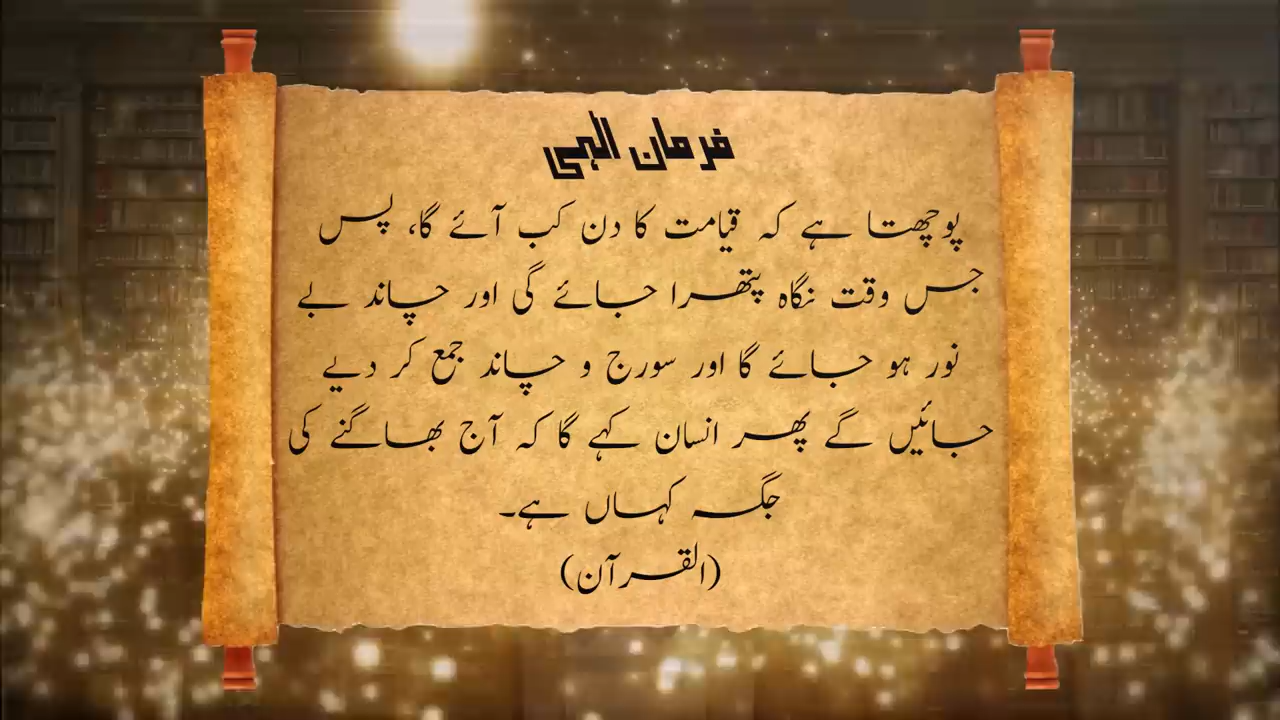 فرمان الٰہی
پوچھتا ہے کہ قیامت کا دن کب آئے گا، پس
جس وقت نگاہ پتھرا جائے گی اور چاند بے
نور ہو جائے گا اور سورج و چاند جمع کر دیے
جائیں گے پھر انسان کہے گا کہ آج بھاگنے کی
جگہ کہاں ہے۔
(القرآن)